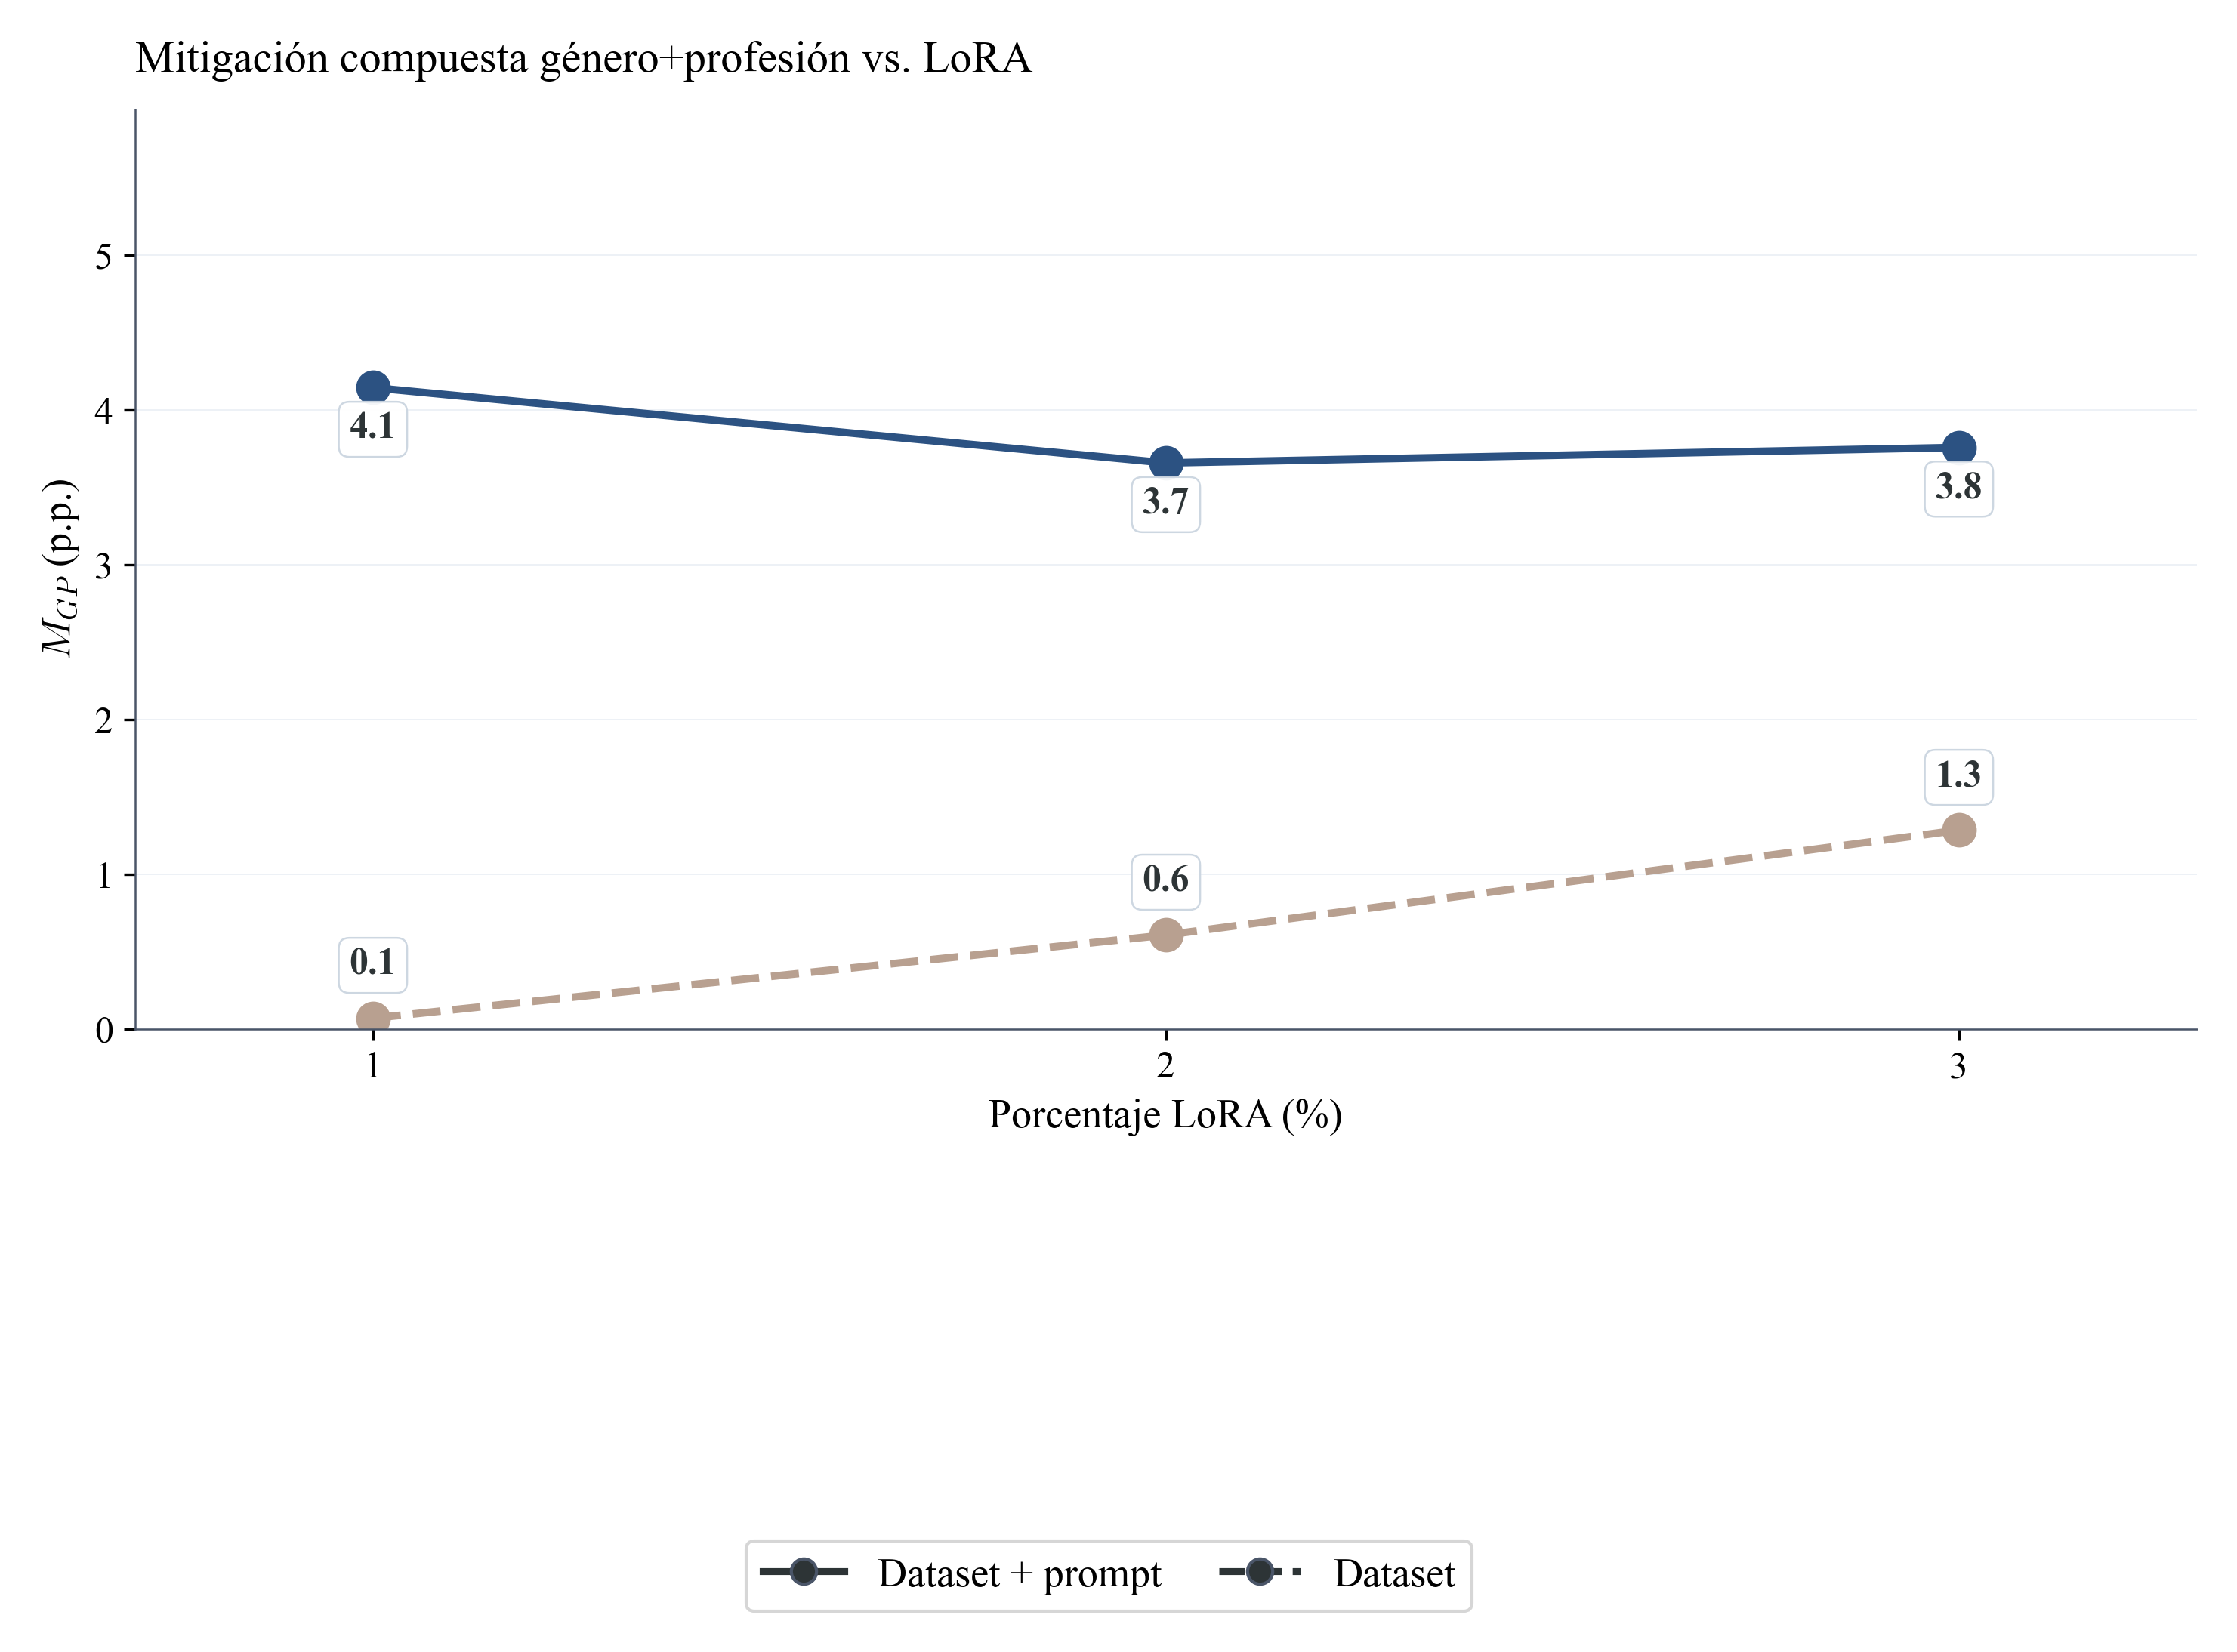 Mitigación compuesta género+profesión vs. LoRA
M_GP (p.p.)
5
4
3
2
1
0
4.1
3.7
3.8
0.1
0.6
1.3
1 2 3
Porcentaje LoRA (%)
Dataset + prompt Dataset